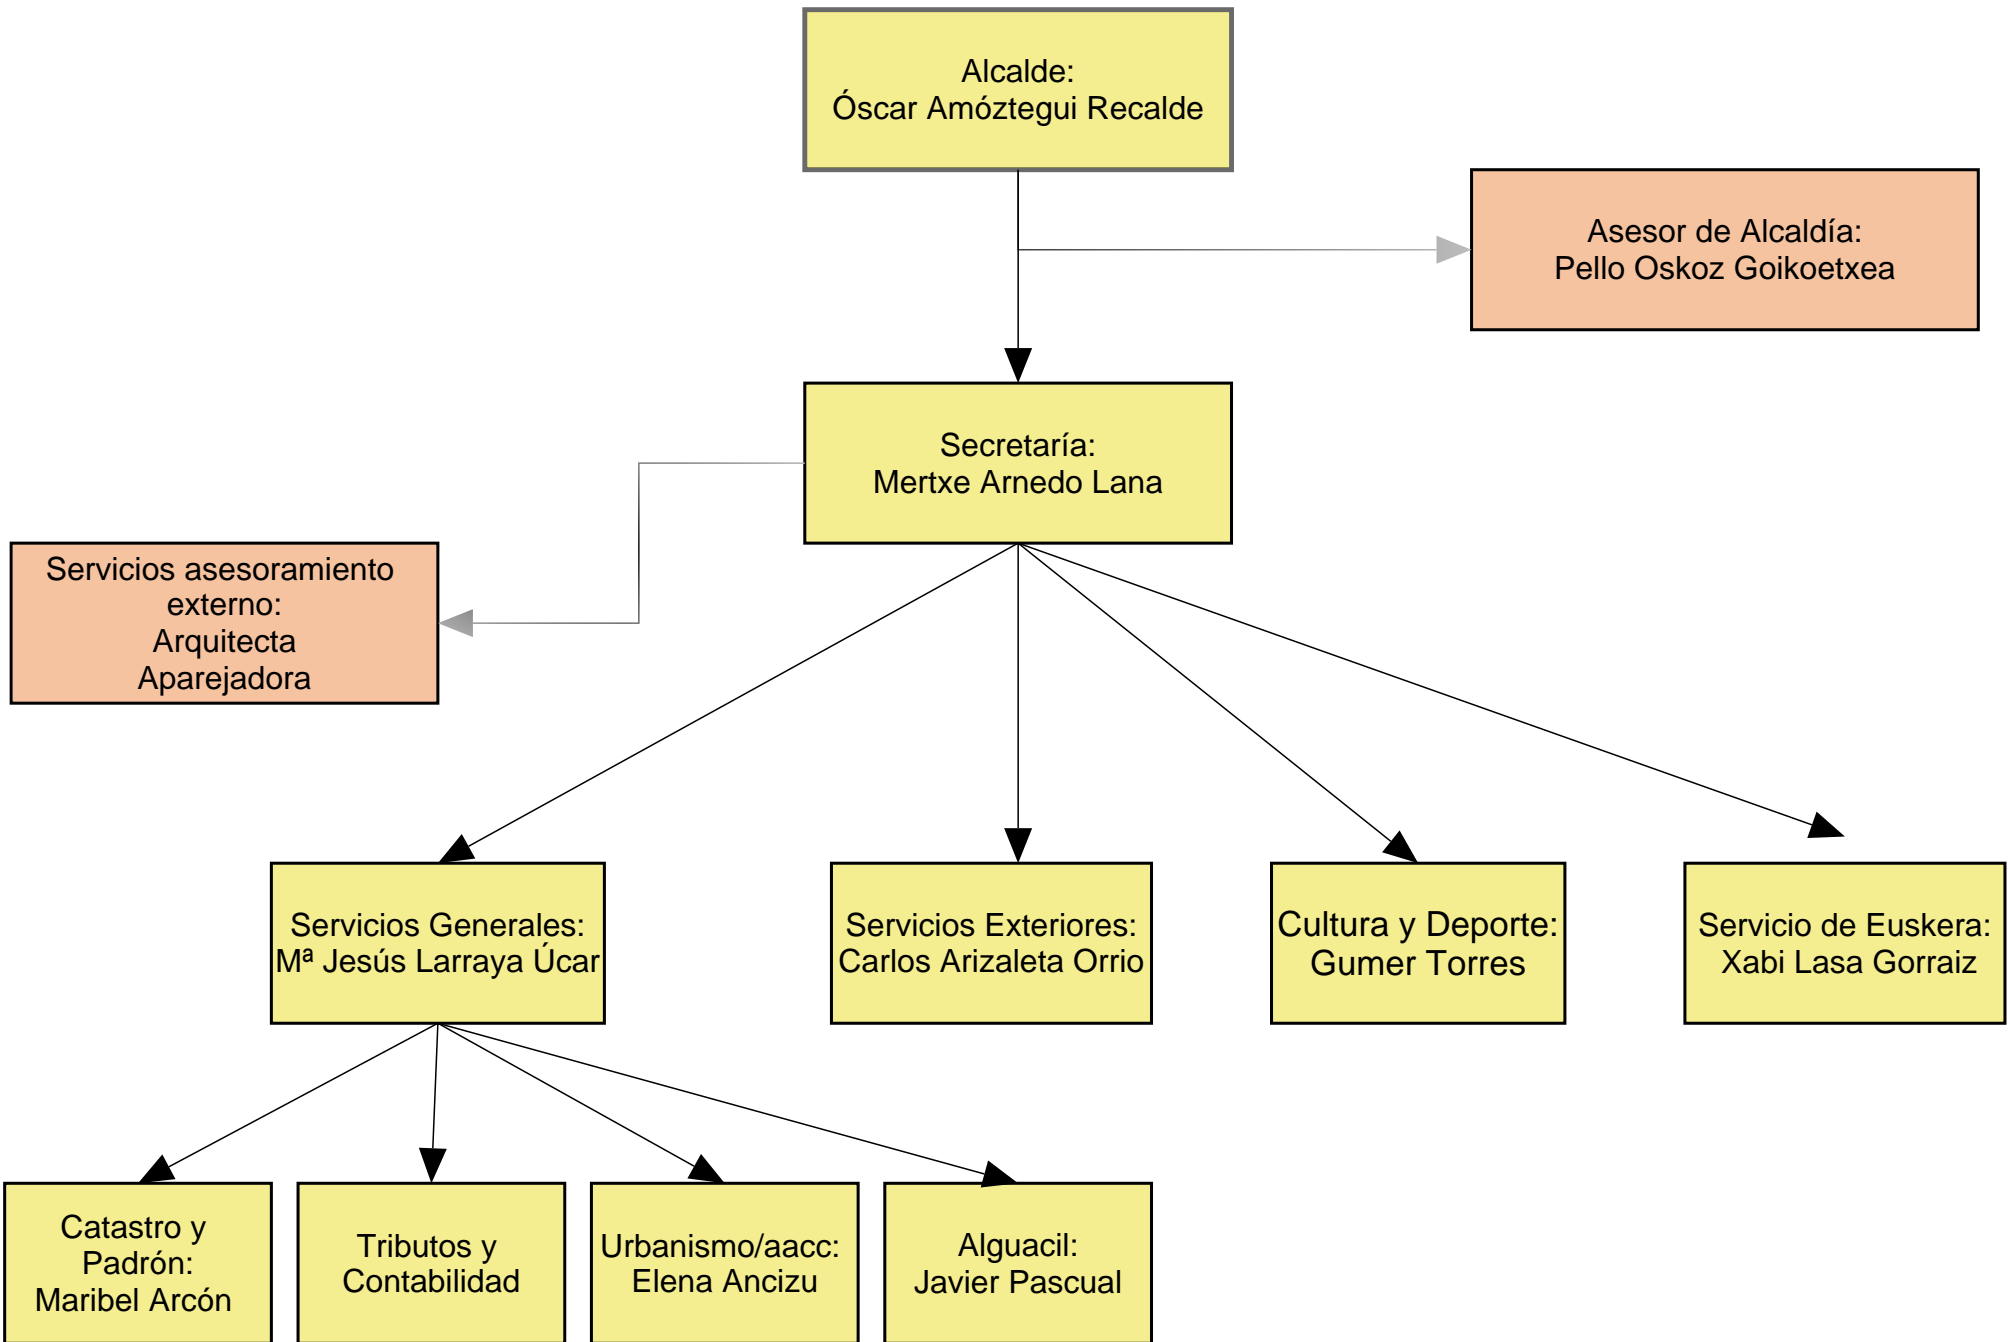 Alcalde:
Óscar Amóztegui Recalde
Asesor de Alcaldía:
Pello Oskoz Goikoetxea
Secretaría:
Mertxe Arnedo Lana
Servicios asesoramiento
externo:
Arquitecta
Aparejadora
Servicios Generales:
Mª Jesús Larraya Úcar
Servicios Exteriores:
Carlos Arizaleta Orrio
Cultura y Deporte:
Gumer Torres
Servicio de Euskera:
Xabi Lasa Gorraiz
Catastro y
Padrón:
Maribel Arcón
Tributos y
Contabilidad
Urbanismo/aacc:
Elena Ancizu
Alguacil:
Javier Pascual